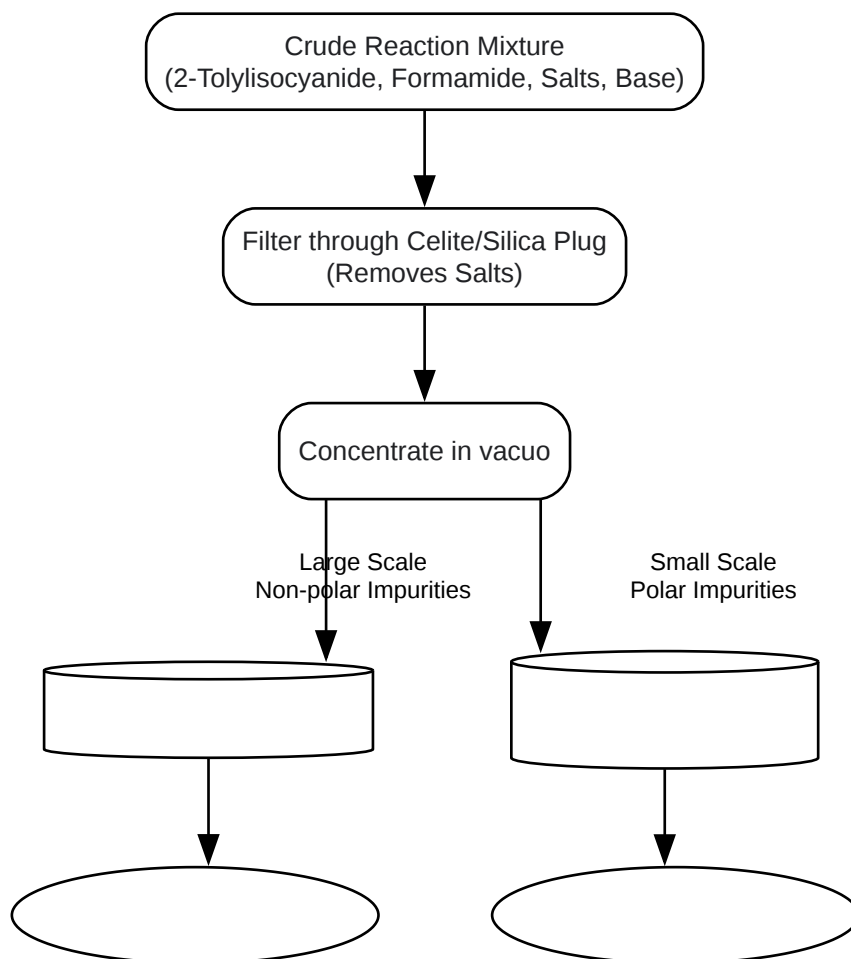 Crude Reaction Mixture
(2-Tolylisocyanide, Formamide, Salts, Base)
Filter through Celite/Silica Plug
(Removes Salts)
Concentrate in vacuo
Large Scale
Non-polar Impurities
Small Scale
Polar Impurities